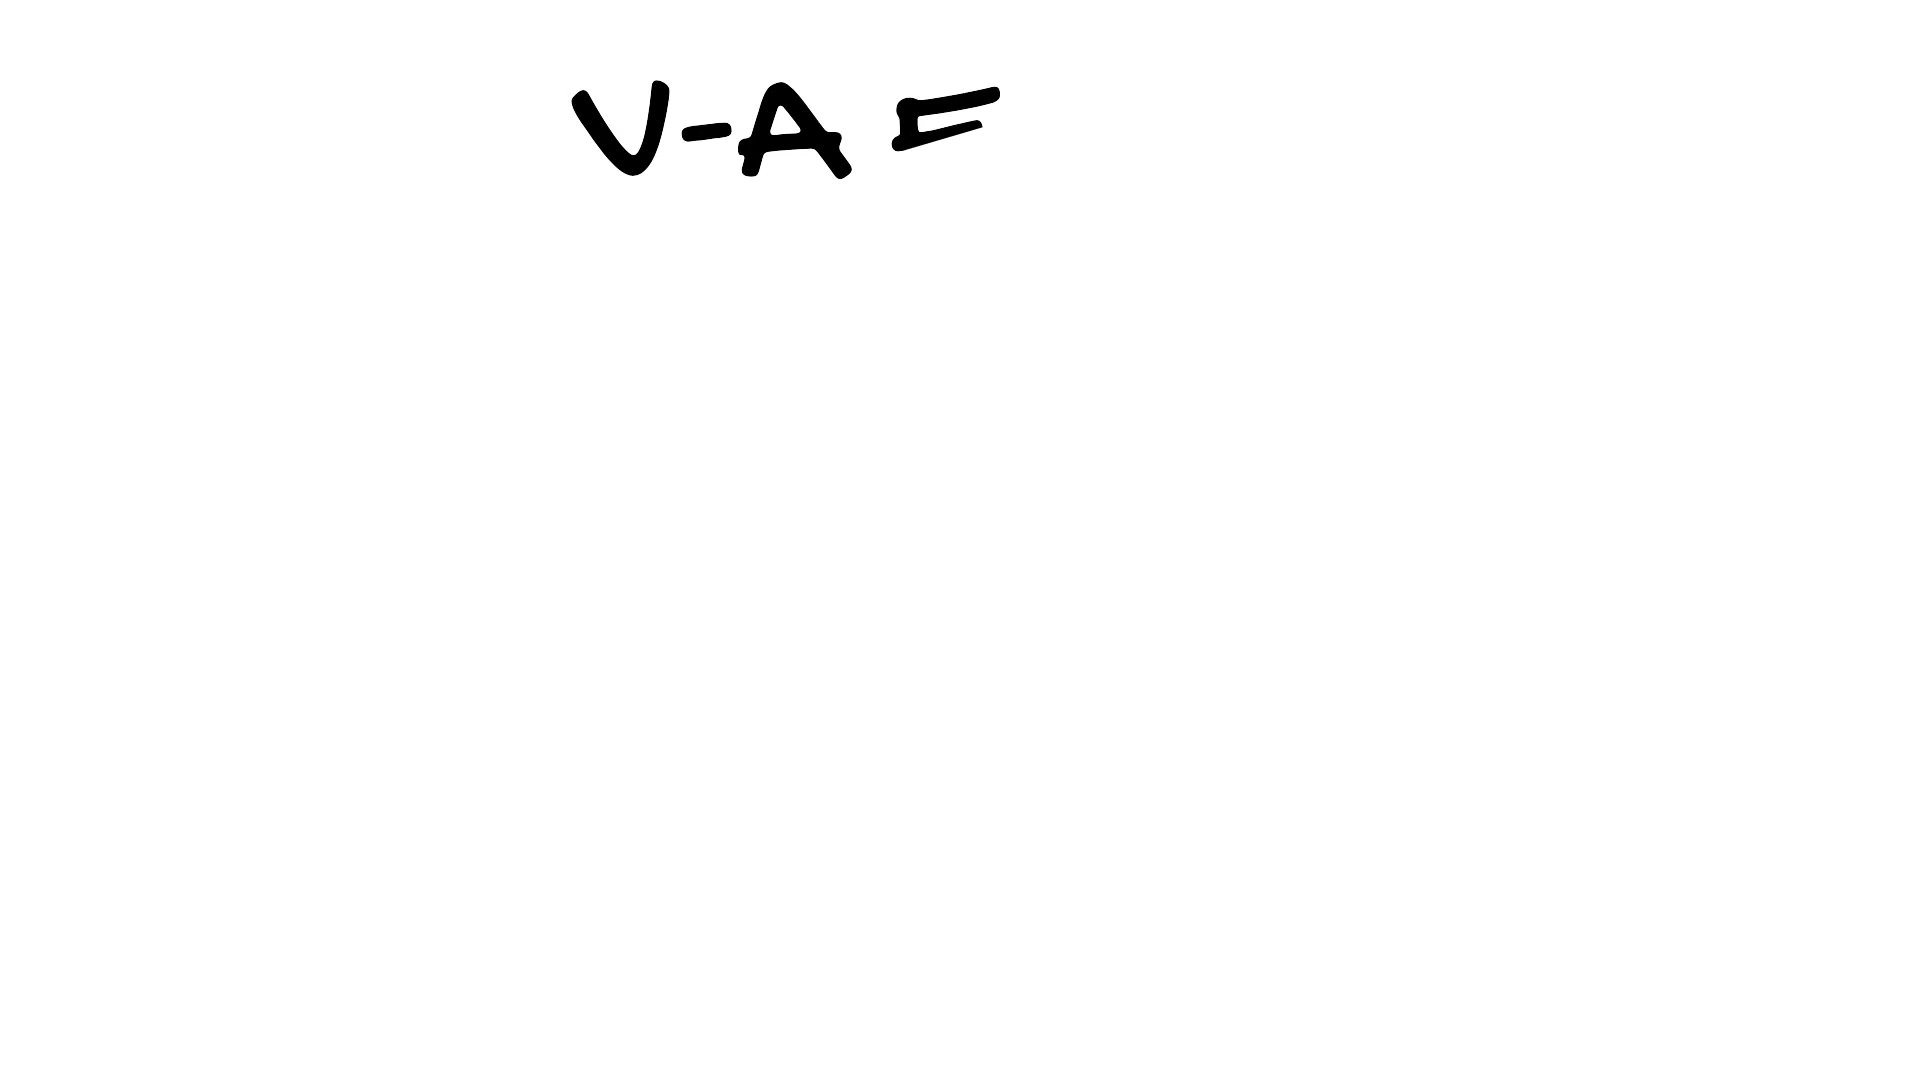 V-A =